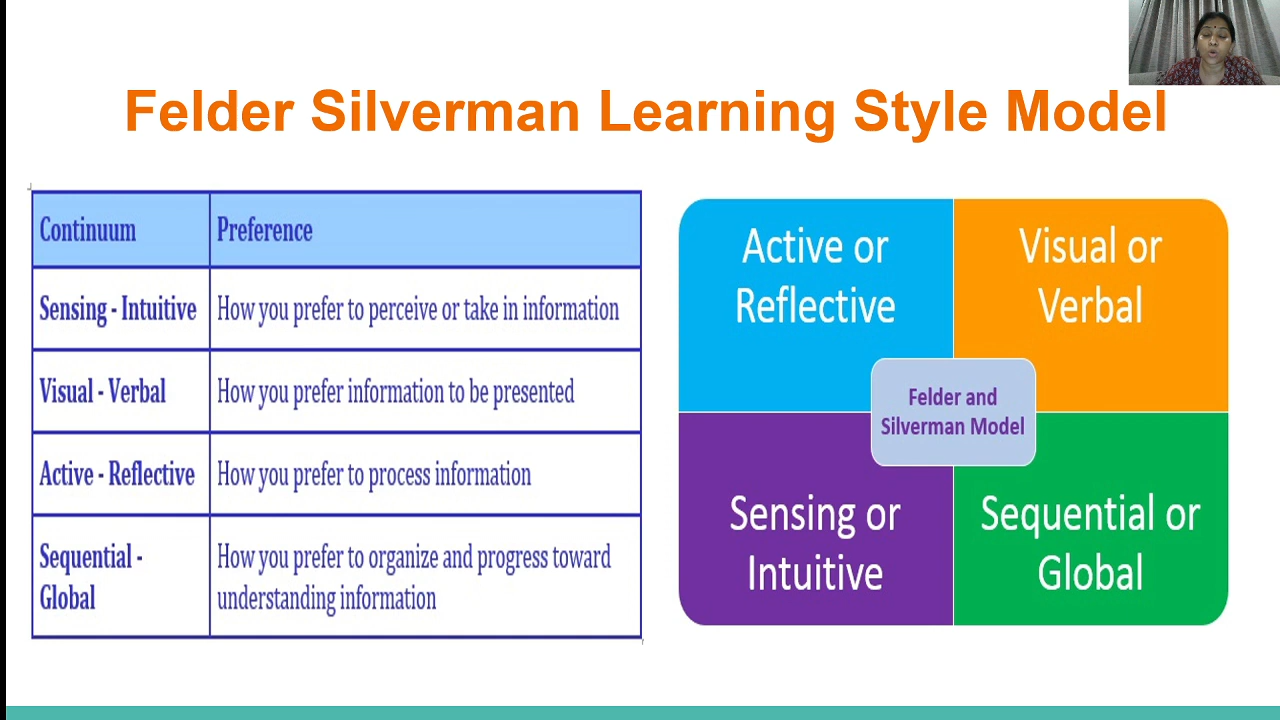 Felder Silverman Learning Style Model
Continuum Preference
Sensing - Intuitive How you prefer to perceive or take in information
Visual - Verbal How you prefer information to be presented
Active - Reflective How you prefer to process information
Sequential - Global How you prefer to organize and progress toward
understanding information
Active or
Reflective
Visual or
Verbal
Felder and
Silverman Model
Sensing or
Intuitive
Sequential or
Global